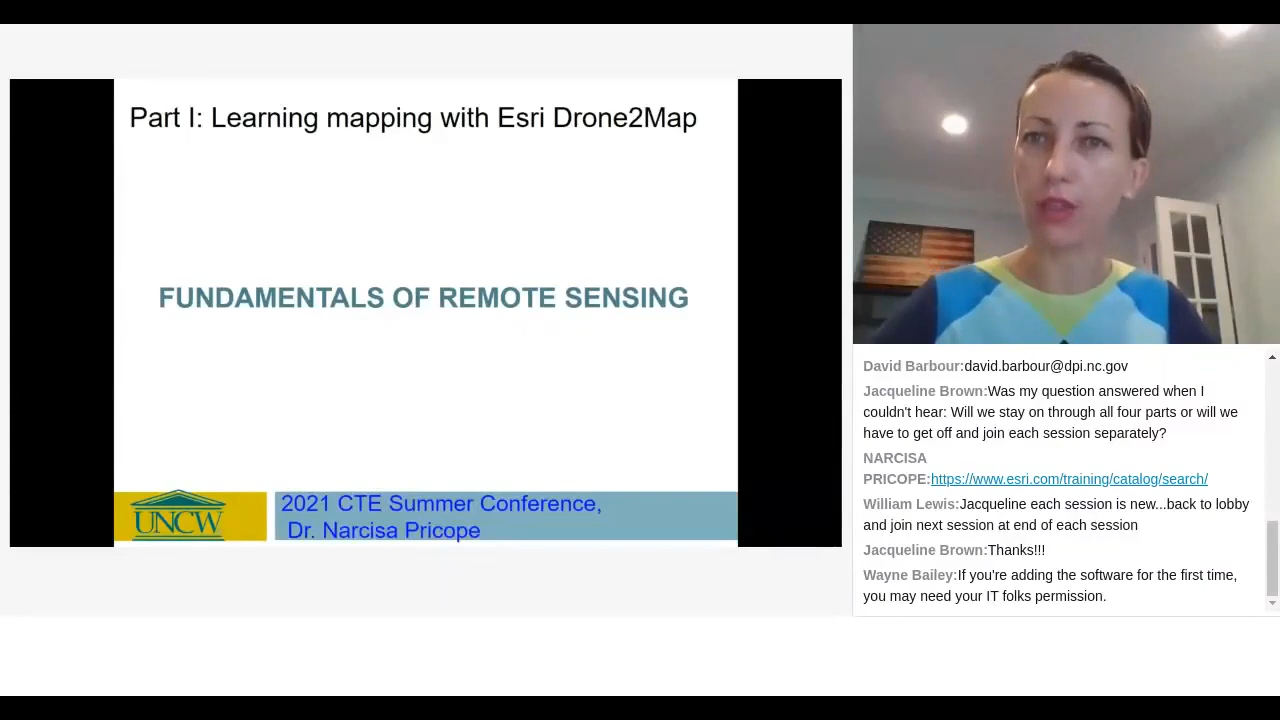 Part I: Learning mapping with Esri Drone2Map
FUNDAMENTALS OF REMOTE SENSING
UNCW
2021 CTE Summer Conference,
Dr. Narcisa Pricope
David Barbour:david.barbour@dpi.nc.gov
Jacqueline Brown:Was my question answered when I
couldn't hear: Will we stay on through all four parts or will we
have to get off and join each session separately?
NARCISA
PRICOPE:https://www.esri.com/training/catalog/search/
William Lewis:Jacqueline each session is new...back to lobby
and join next session at end of each session
Jacqueline Brown:Thanks!!!
Wayne Bailey:If you're adding the software for the first time,
you may need your IT folks permission.